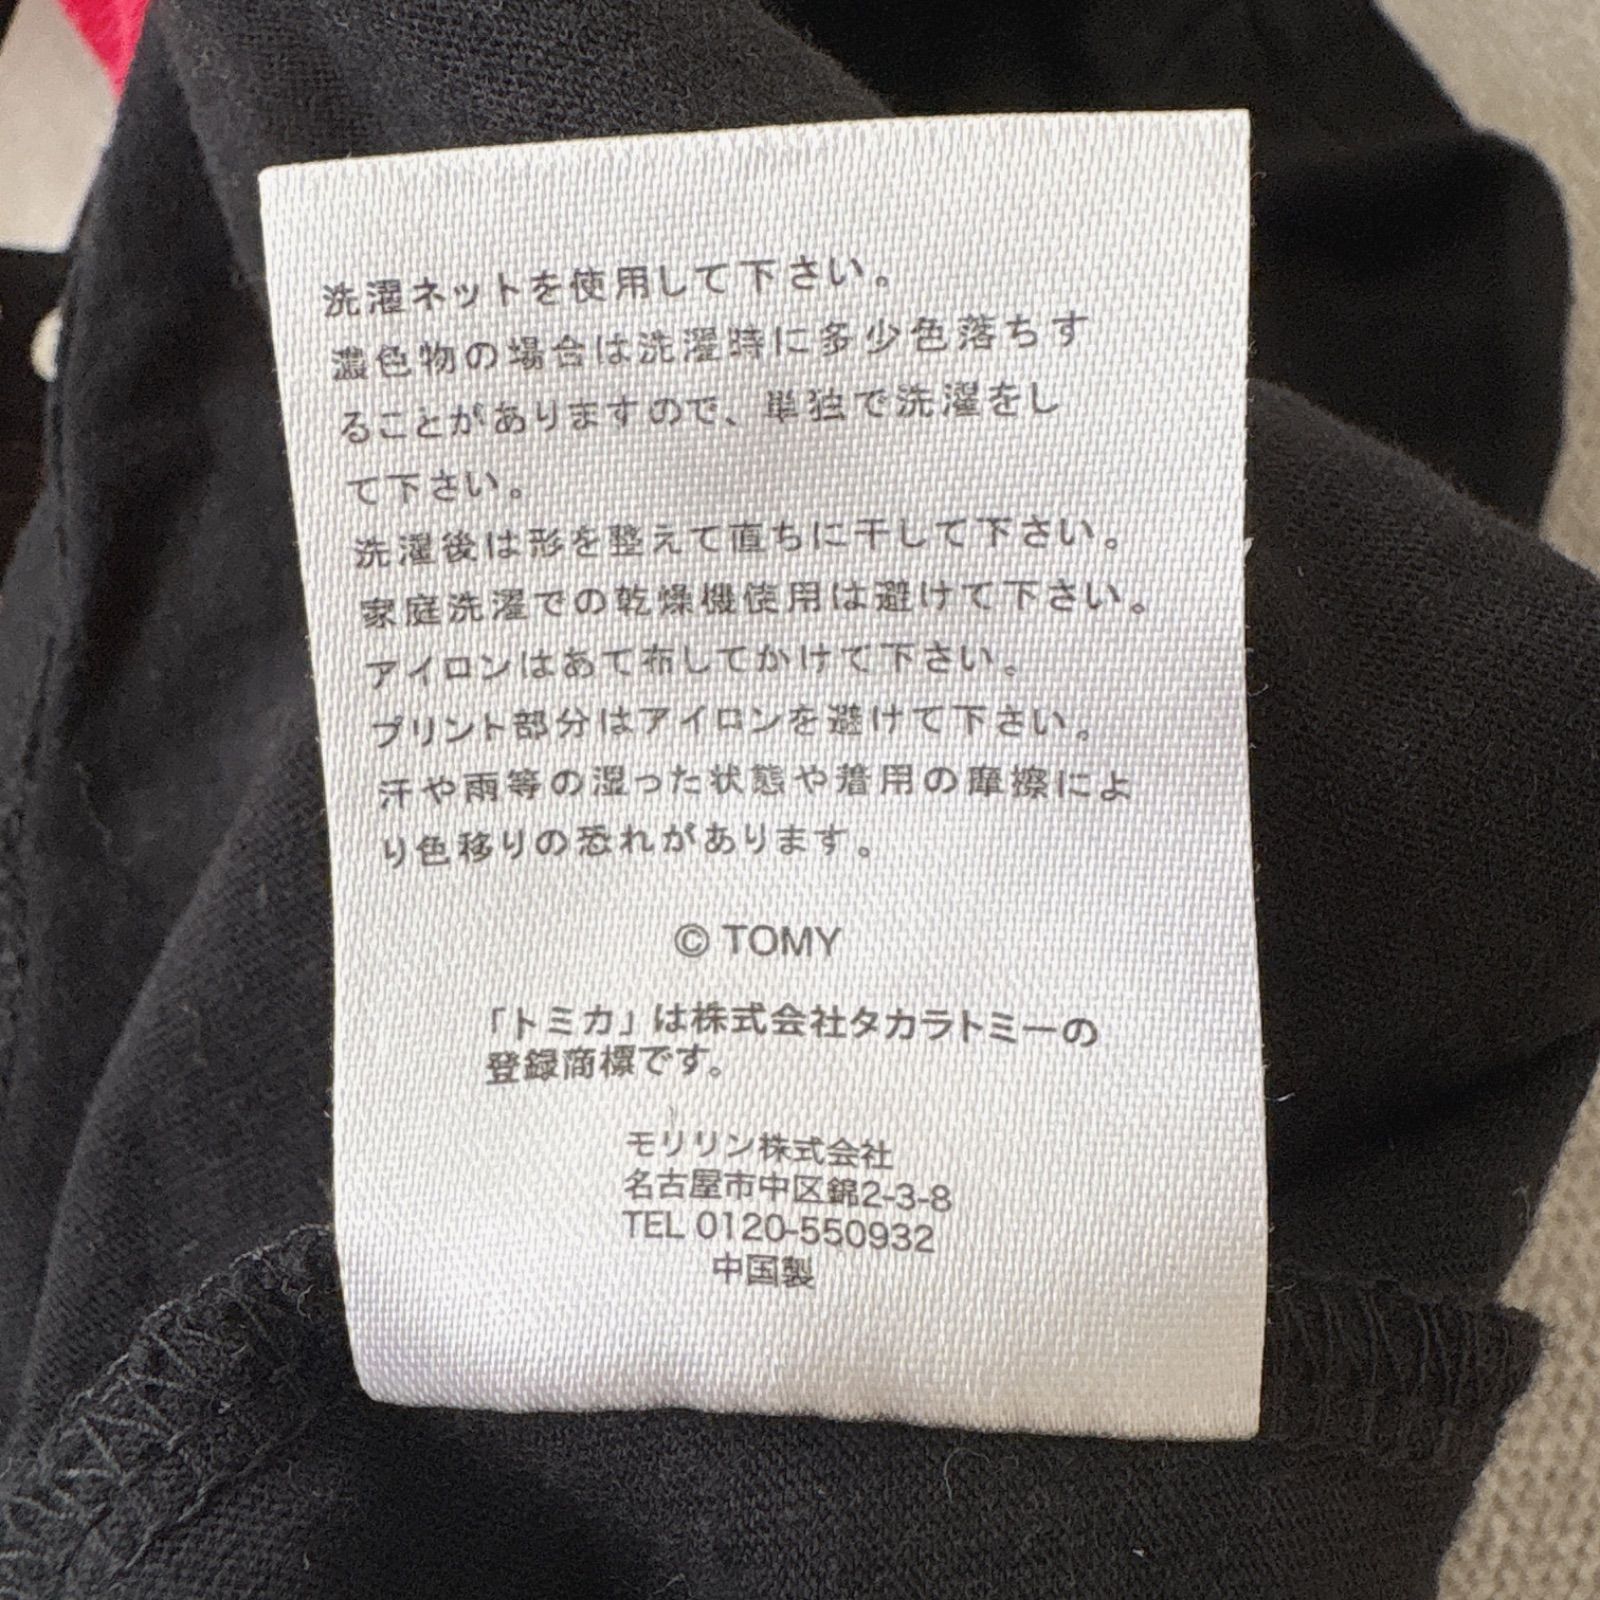 洗濯ネットを使用して下さい。
濃色物の場合は洗濯時に多少色落ちす
ることがありますので、単独で洗濯をし
て下さい。
洗濯後は形を整えて直ちに干して下さい。
家庭洗濯での乾燥機使用は避けて下さい。
アイロンはあて布してかけて下さい。
プリント部分はアイロンを避けて下さい。
汗や雨等の湿った状態や着用の摩擦によ
り色移りの恐れがあります。
© TOMY
「トミカ」は株式会社タカラトミーの
登録商標です。
モリリン株式会社
名古屋市中区錦2-3-8
TEL 0120-550932
中国製